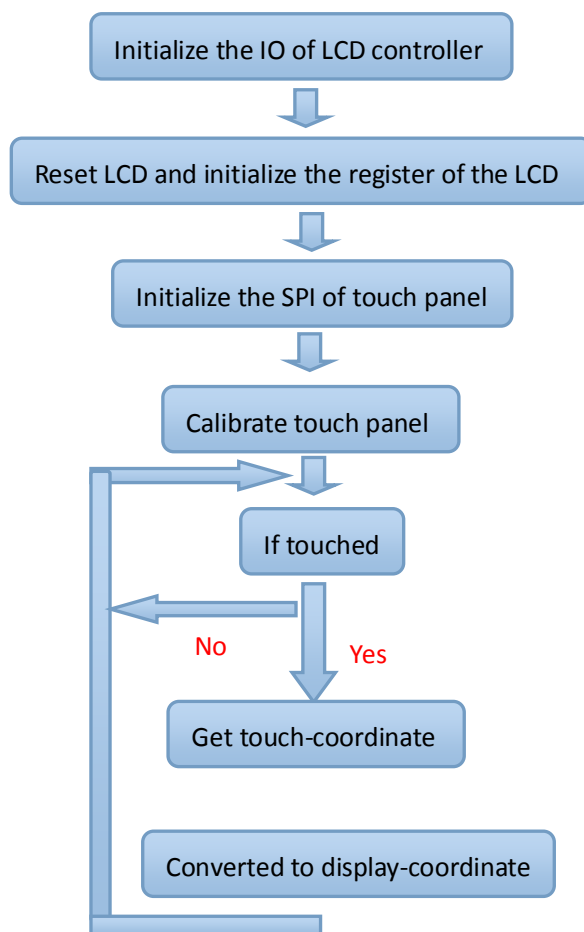 Initialize the IO of LCD controller
Reset LCD and initialize the register of the LCD
Initialize the SPI of touch panel
Calibrate touch panel
If touched
No
Yes
Get touch-coordinate
Converted to display-coordinate